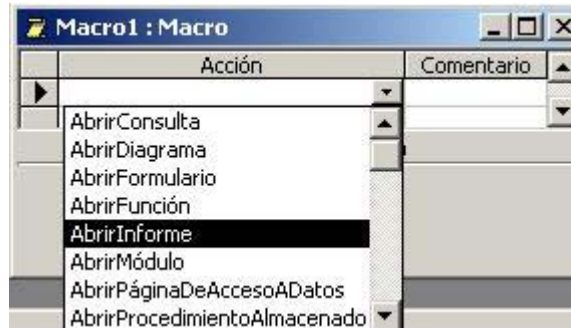 Macro1 : Macro
Acción Comentario
AbrirConsulta
AbrirDiagrama
AbrirFormulario
AbrirFunción
AbrirInforme
AbrirMódulo
AbrirPáginaDeAccesoADatos
AbrirProcedimientoAlmacenado